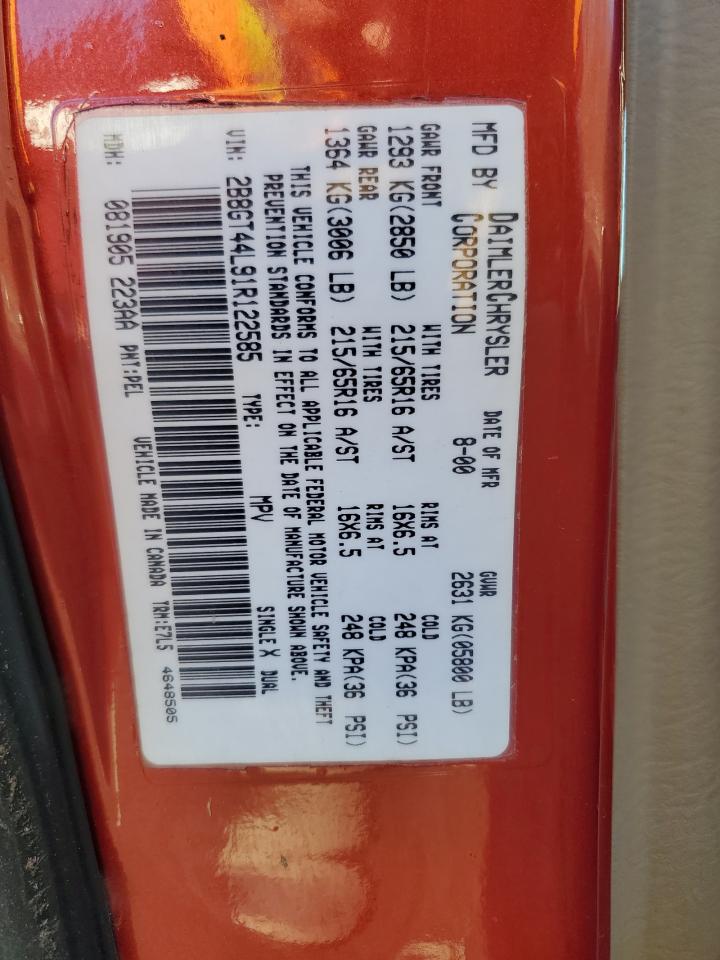 MFD BY DAIMLERCHRYSLER CORPORATION DATE OF MFR 8-00 GVWR 2631 KG(05800 LB)
GAWR FRONT WITH TIRES RIMS AT COLD
1293 KG(2850 LB) 215/65R16 A/ST 16X6.5 248 KPA(36 PSI)
GAWR REAR WITH TIRES RIMS AT COLD
1364 KG(3006 LB) 215/65R16 A/ST 16X6.5 248 KPA(36 PSI)
THIS VEHICLE CONFORMS TO ALL APPLICABLE FEDERAL MOTOR VEHICLE SAFETY AND THEFT
PREVENTION STANDARDS IN EFFECT ON THE DATE OF MANUFACTURE SHOWN ABOVE.
VIN: 2B8GT44L91R122585 TYPE: MPV SINGLE X DUAL
MDH: 081905 223AA PNT:PEL VEHICLE MADE IN CANADA TRM:E7L5 4648505